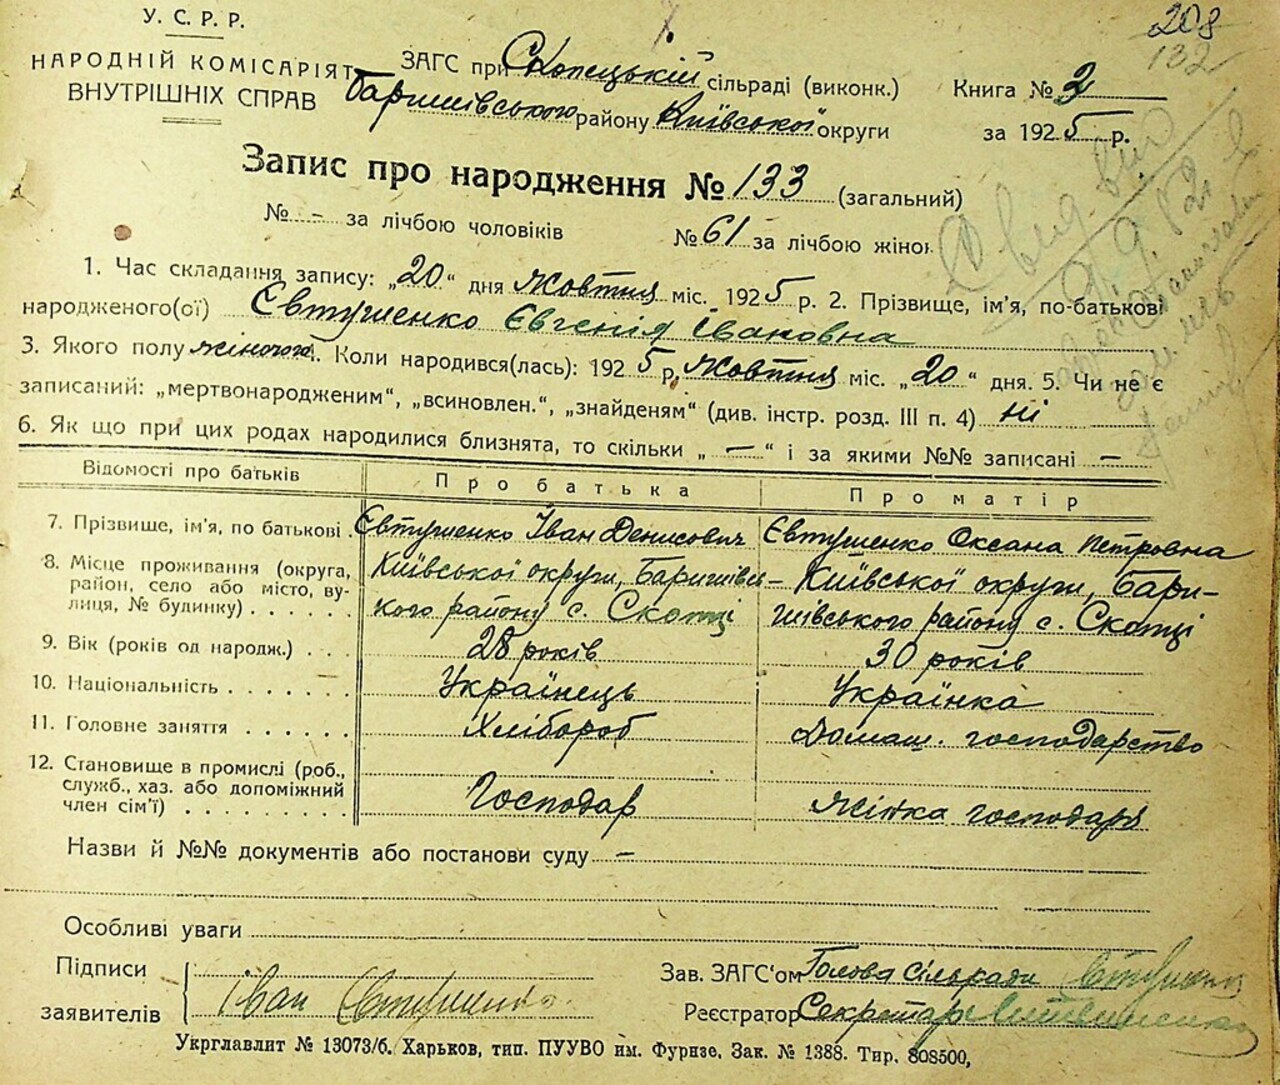 У. С. Р. Р.
НАРОДНІЙ КОМІСАРІЯТ
ВНУТРІШНІХ СПРАВ
ЗАГС при Скопецькій сільраді (виконк.)
Баришівського району Київської округи
208
132
Книга № 3
за 1925 р.
Запис про народження № 133 (загальний)
№ - за лічбою чоловіків № 61 за лічбою жінок
1. Час складання запису: „20“ дня Жовтня міс. 1925 р. 2. Прізвище, ім'я, по-батькові
народженого(ої) Євтушенко Євгенія Івановна
3. Якого полу жіночого 4. Коли народився(лась): 1925 р. Жовтня міс. „20“ дня. 5. Чи не є
записаний: „мертвонародженим“, „всиновлен.“, „знайденям“ (див. інстр. розд. III п. 4) ні
6. Як що при цих родах народилися близнята, то скільки „ — “ і за якими №№ записані —
Відомості про батьків Про батька Про матір
7. Прізвище, ім'я, по батькові . Євтушенко Іван Денисович Євтушенко Оксана Петровна
8. Місце проживання (округа, район, село або місто, вулиця, № будинку) . . . . . Київської округи, Баришівського району с. Скопці Київської округи, Баришівського району с. Скопці
9. Вік (років од народж.) . . . 28 років 30 років
10. Національність . . . . . . . Українець Українка
11. Головне заняття . . . . . . Хлібороб Домаш. господарство
12. Становище в промислі (роб., служб., хаз. або допоміжний член сім'ї) . . . . . . . . Господар Жінка господаря
Назви й №№ документів або постанови суду —
Особливі уваги
Підписи
заявителів
Іван Євтушенко
Зав. ЗАГС'ом Голова сільради
Реєстратор Секретар
Укрглавлит № 13073/б. Харьков, тип. ПУУВО им. Фурнзе. Зак. № 1388. Тир. 808500,